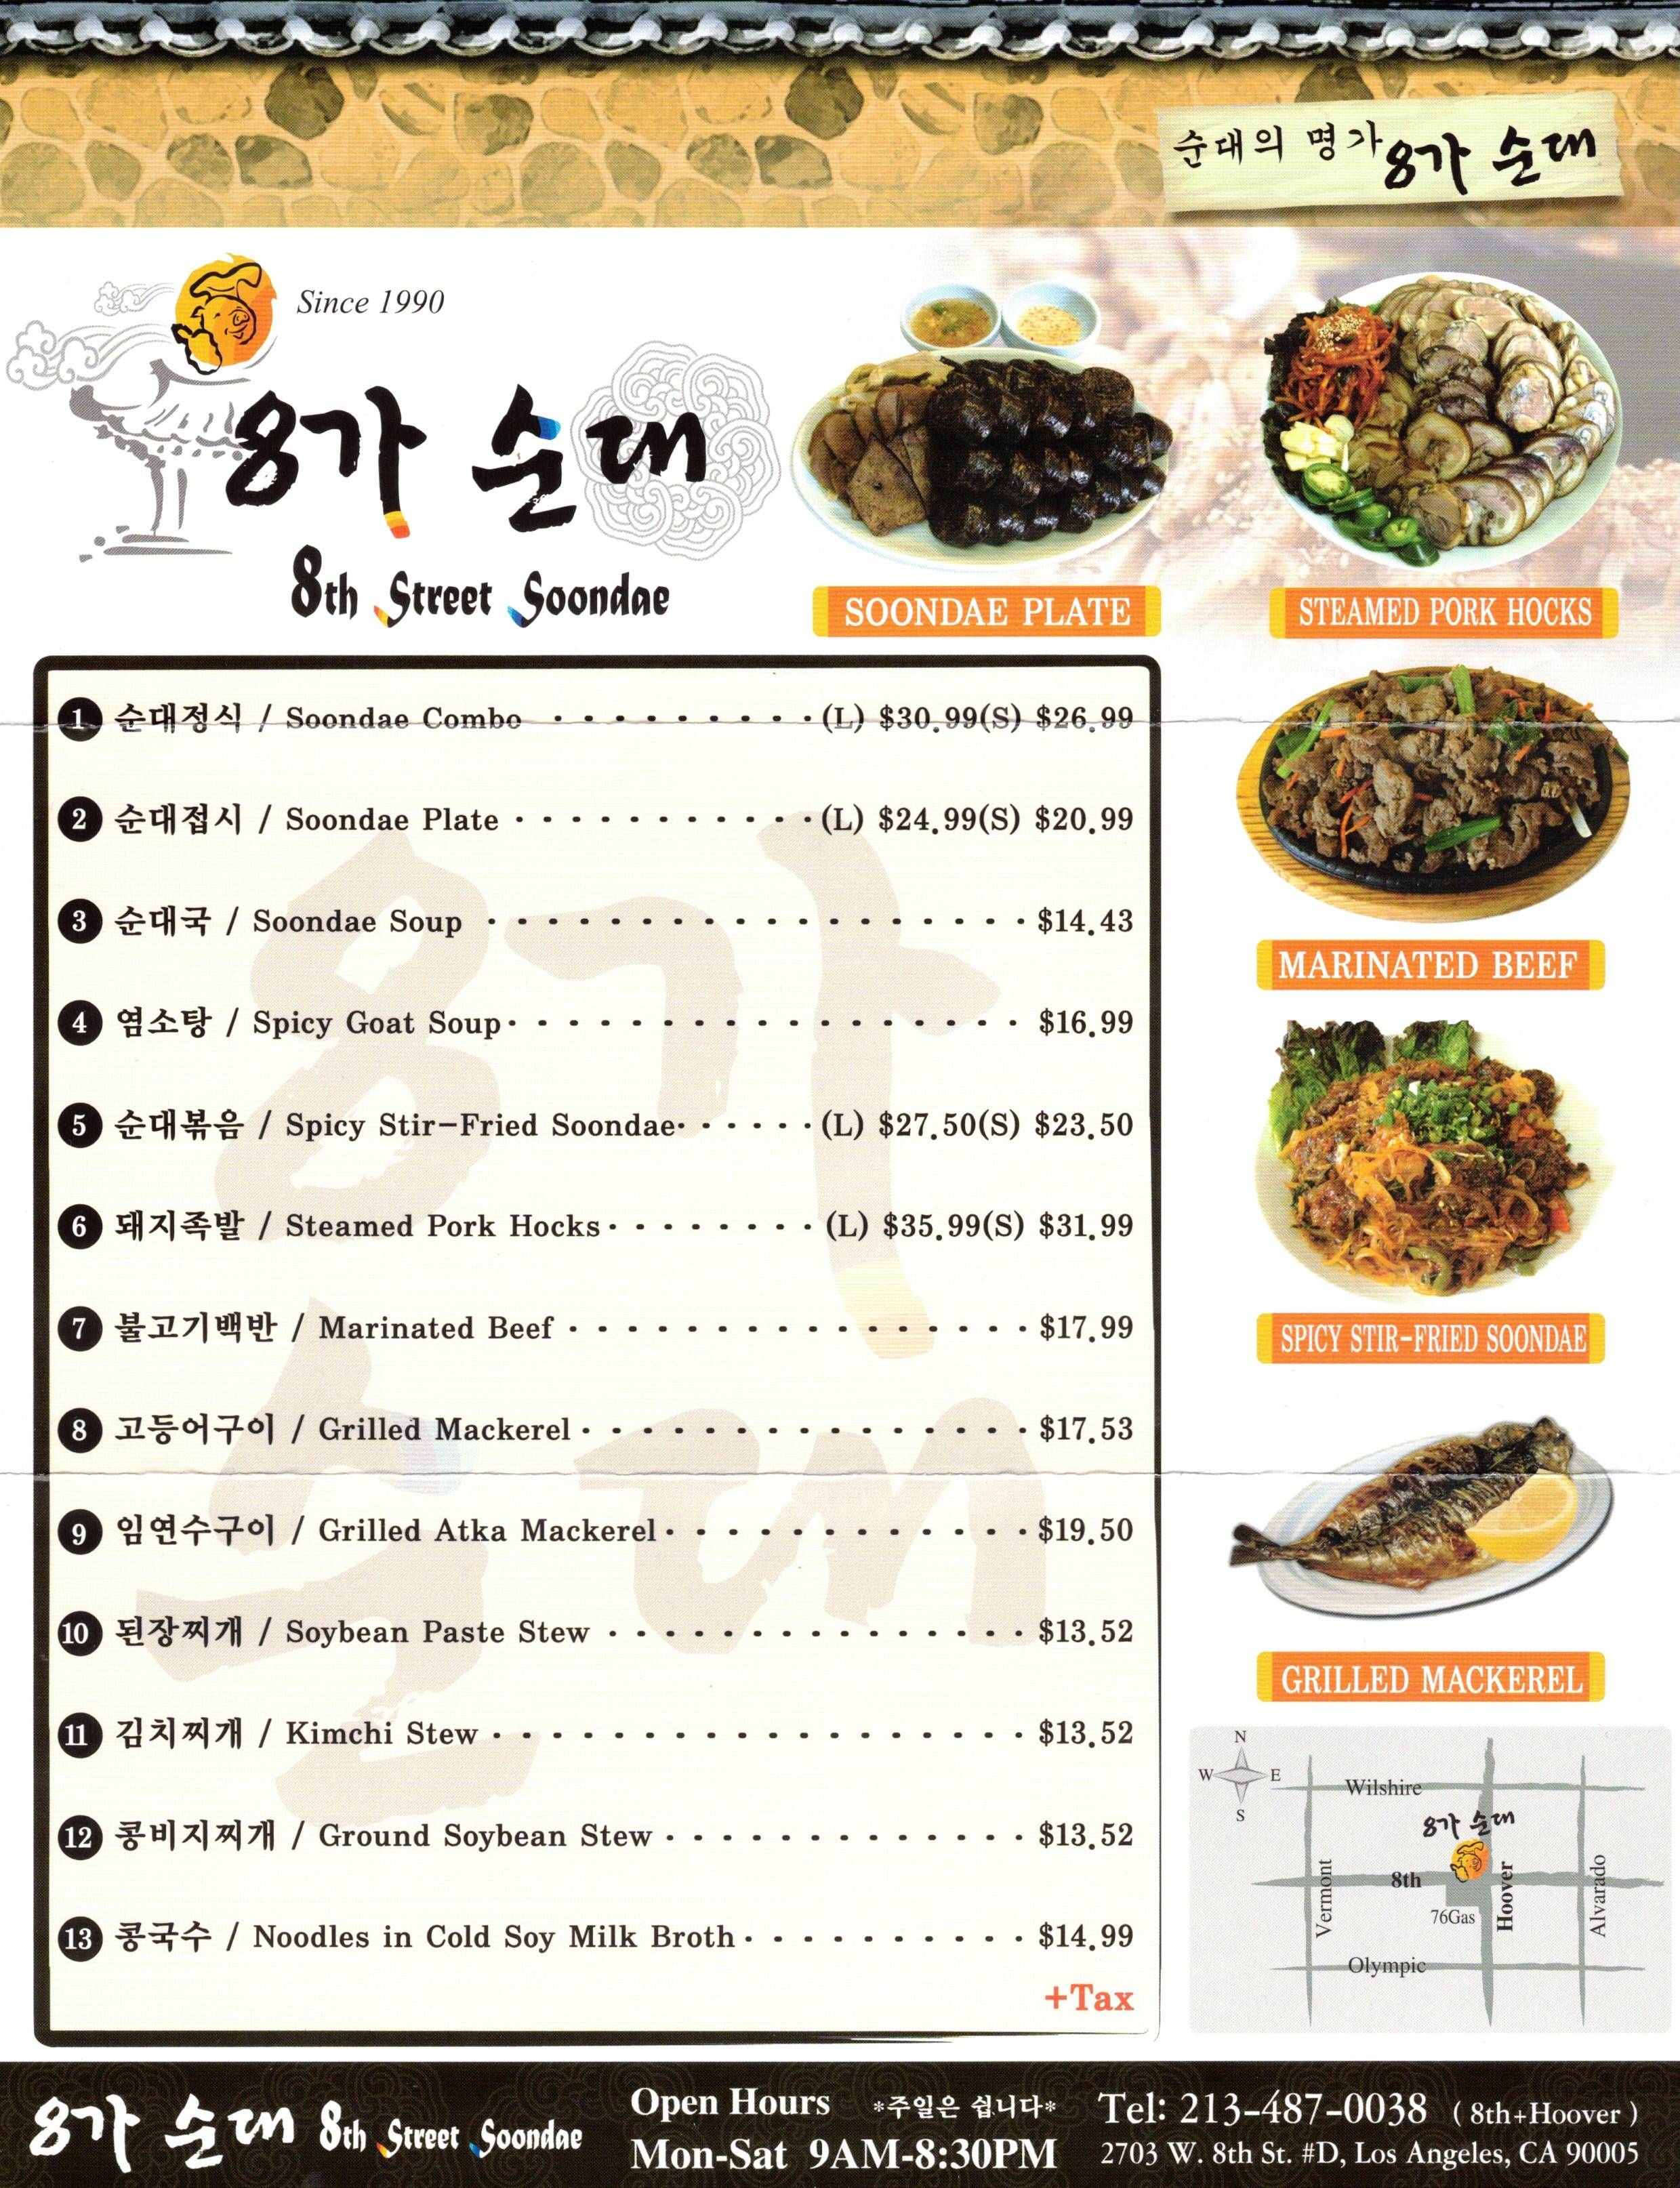 순대의 명가 8가 순대
Since 1990
8가 순대
8th Street Soondae
SOONDAE PLATE
STEAMED PORK HOCKS
1 순대정식 / Soondae Combo (L) $30.99(S) $26.99
2 순대접시 / Soondae Plate (L) $24.99(S) $20.99
3 순대국 / Soondae Soup $14.43
4 염소탕 / Spicy Goat Soup $16.99
5 순대볶음 / Spicy Stir-Fried Soondae (L) $27.50(S) $23.50
6 돼지족발 / Steamed Pork Hocks (L) $35.99(S) $31.99
7 불고기백반 / Marinated Beef $17.99
8 고등어구이 / Grilled Mackerel $17.53
9 임연수구이 / Grilled Atka Mackerel $19.50
10 된장찌개 / Soybean Paste Stew $13.52
11 김치찌개 / Kimchi Stew $13.52
12 콩비지찌개 / Ground Soybean Stew $13.52
13 콩국수 / Noodles in Cold Soy Milk Broth $14.99
+Tax
8가
순대
MARINATED BEEF
SPICY STIR-FRIED SOONDAE
GRILLED MACKEREL
N
W E
S
Wilshire
8가 순대
8th
76Gas
Vermont
Hoover
Alvarado
Olympic
8가 순대 8th Street Soondae
Open Hours *주일은 쉽니다*
Mon-Sat 9AM-8:30PM
Tel: 213-487-0038 ( 8th+Hoover )
2703 W. 8th St. #D, Los Angeles, CA 90005